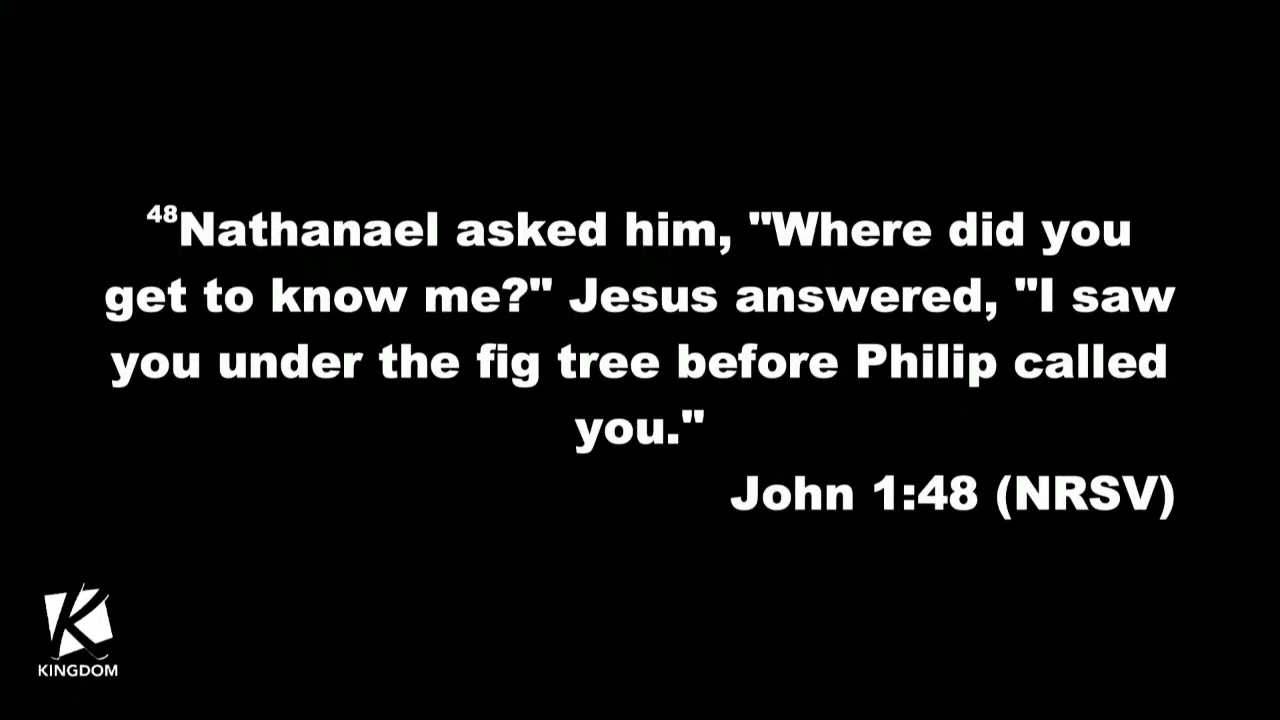 48Nathanael asked him, "Where did you
get to know me?" Jesus answered, "I saw
you under the fig tree before Philip called
you."
John 1:48 (NRSV)
K
KINGDOM